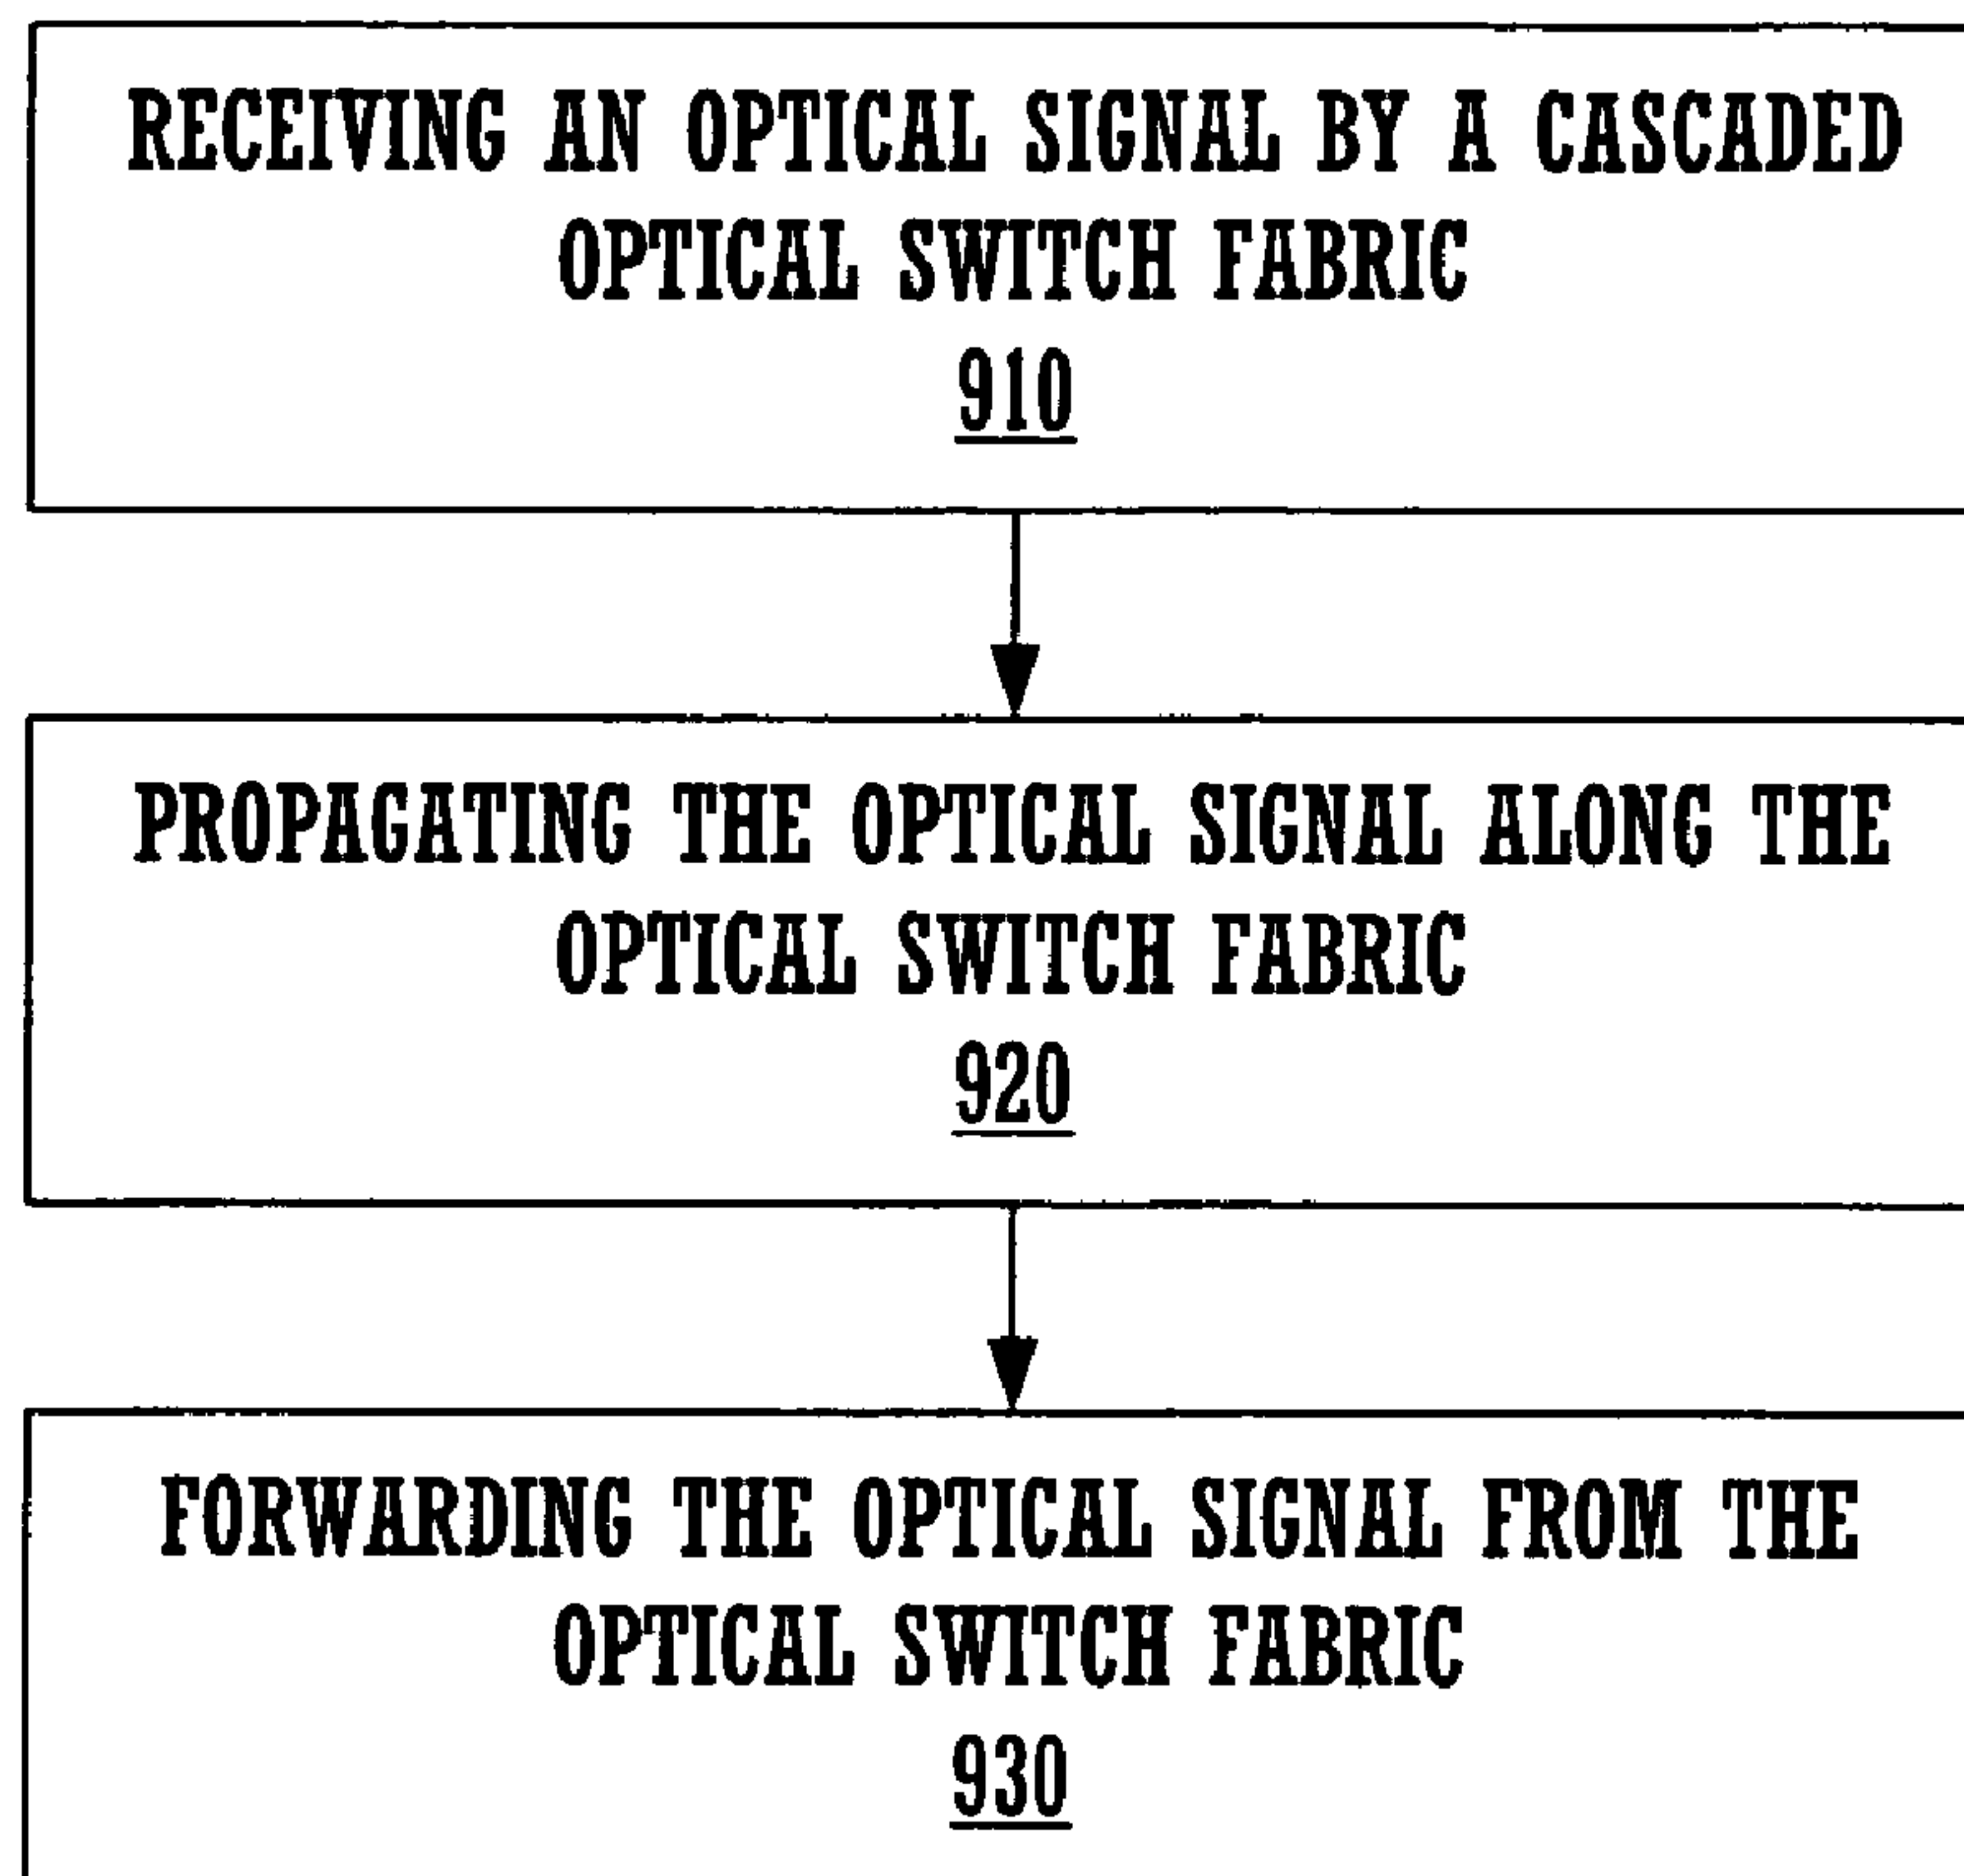 RECEIVING AN OPTICAL SIGNAL BY A CASCADED
OPTICAL SWITCH FABRIC
910
PROPAGATING THE OPTICAL SIGNAL ALONG THE
OPTICAL SWITCH FABRIC
920
FORWARDING THE OPTICAL SIGNAL FROM THE
OPTICAL SWITCH FABRIC
930